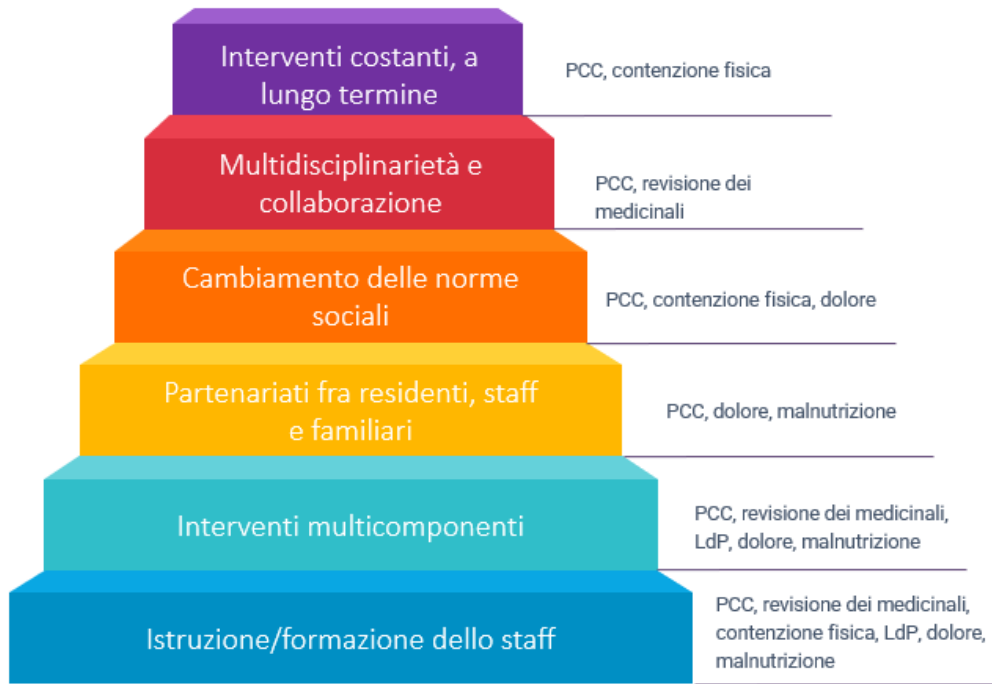 Interventi costanti, a
lungo termine
PCC, contenzione fisica
Multidisciplinarietà e
collaborazione
PCC, revisione dei
medicinali
Cambiamento delle norme
sociali
PCC, contenzione fisica, dolore
Partenariati fra residenti, staff
e familiari
PCC, dolore, malnutrizione
Interventi multicomponenti
PCC, revisione dei medicinali,
LdP, dolore, malnutrizione
Istruzione/formazione dello staff
PCC, revisione dei medicinali,
contenzione fisica, LdP, dolore,
malnutrizione